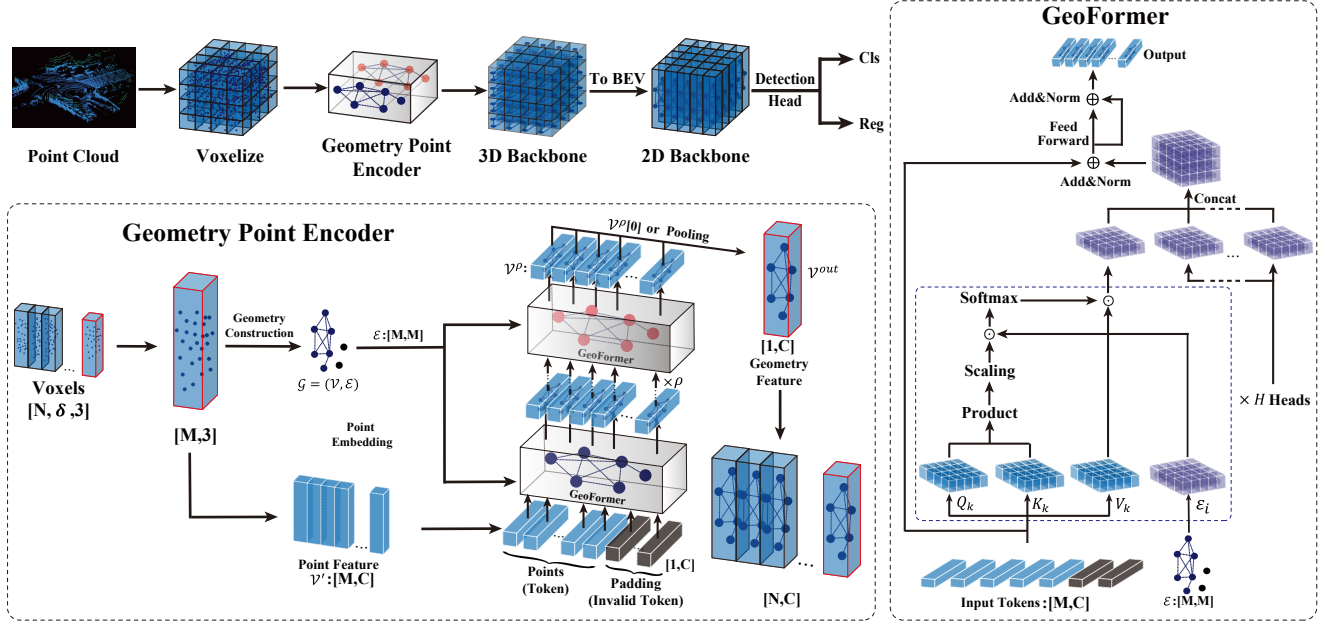 Point Cloud
Voxelize
Geometry Point
Encoder
3D Backbone
To BEV
2D Backbone
Detection
Head
Cls
Reg
Geometry Point Encoder
Voxels
[N, δ ,3]
[M,3]
Geometry
Construction
𝒢 = (𝒱, ℰ)
ℰ:[M,M]
Point
Embedding
Point Feature
𝒱′:[M,C]
𝒱^ρ[0] or Pooling
𝒱^ρ:
...
GeoFormer
×ρ
...
GeoFormer
...
...
[1,C]
Points
(Token)
Padding
(Invalid Token)
𝒱^out
[1,C]
Geometry
Feature
...
[N,C]
GeoFormer
Output
Add&Norm
Feed
Forward
Add&Norm
Concat
...
Softmax
Scaling
Product
× H Heads
Q_k
K_k
V_k
ℰ_i
Input Tokens :[M,C]
ℰ:[M,M]